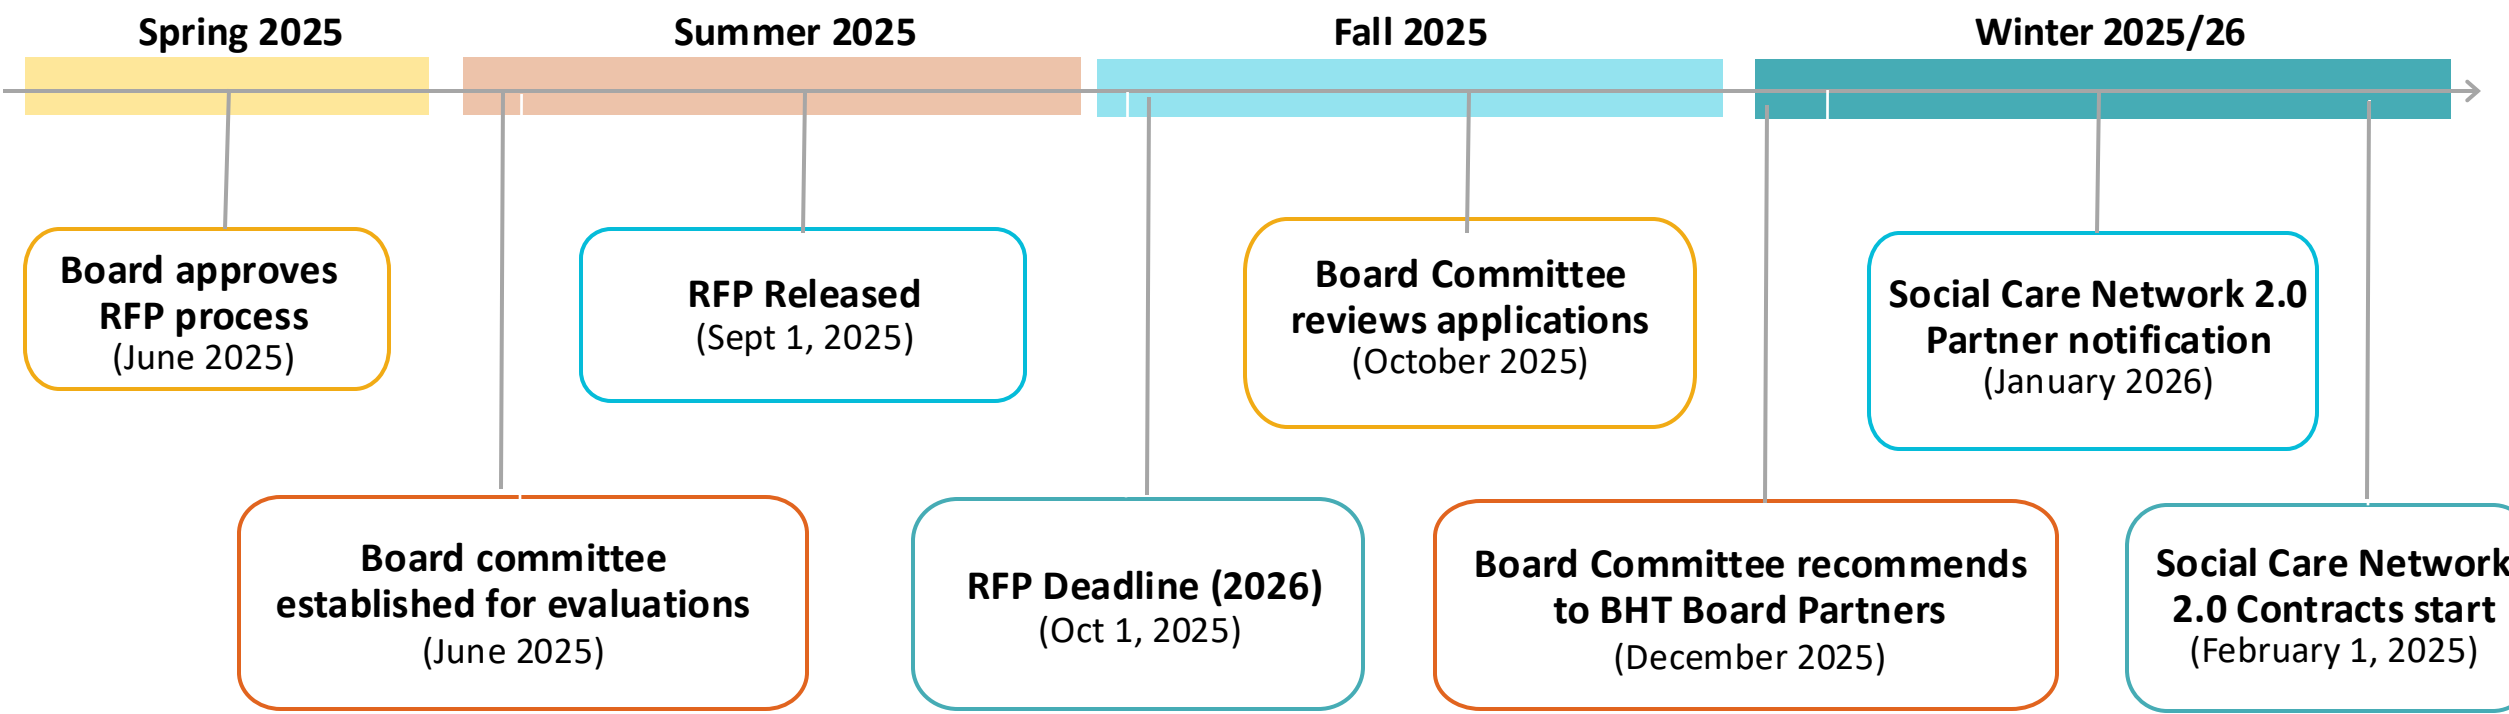 Spring 2025
Summer 2025
Fall 2025
Winter 2025/26
Board approves
RFP process
(June 2025)
RFP Released
(Sept 1, 2025)
Board Committee
reviews applications
(October 2025)
Social Care Network 2.0
Partner notification
(January 2026)
Board committee
established for evaluations
(June 2025)
RFP Deadline (2026)
(Oct 1, 2025)
Board Committee recommends
to BHT Board Partners
(December 2025)
Social Care Network
2.0 Contracts start
(February 1, 2025)